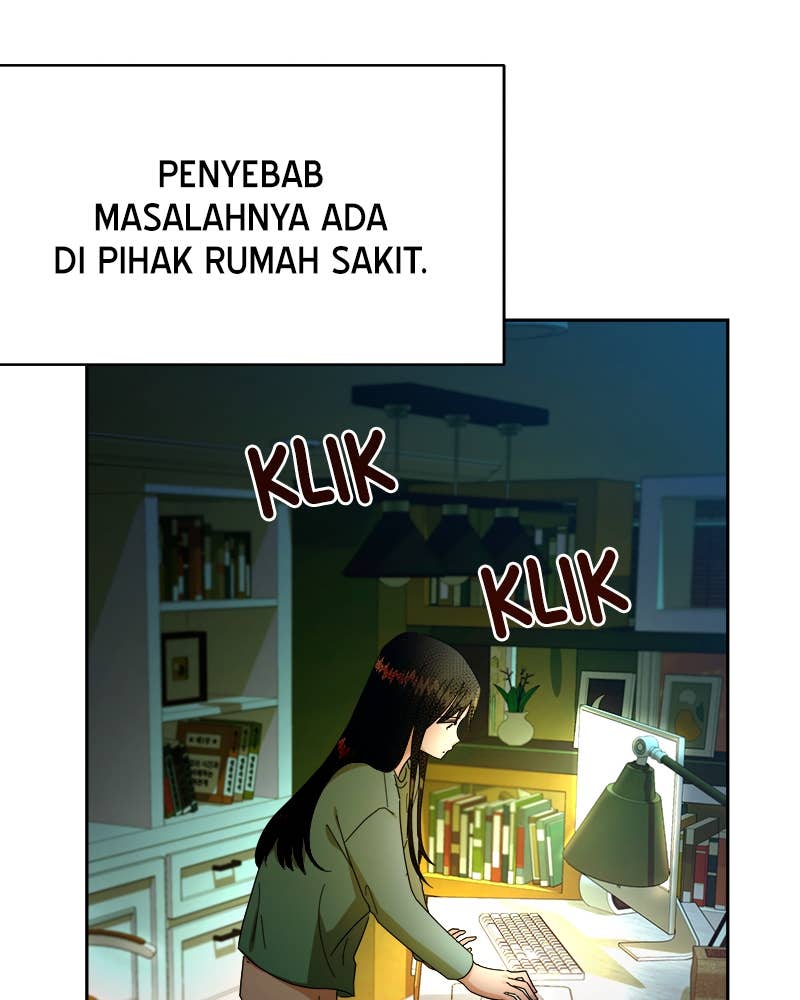 PENYEBAB
MASALAHNYA ADA
DI PIHAK RUMAH SAKIT.
KLIK
KLIK